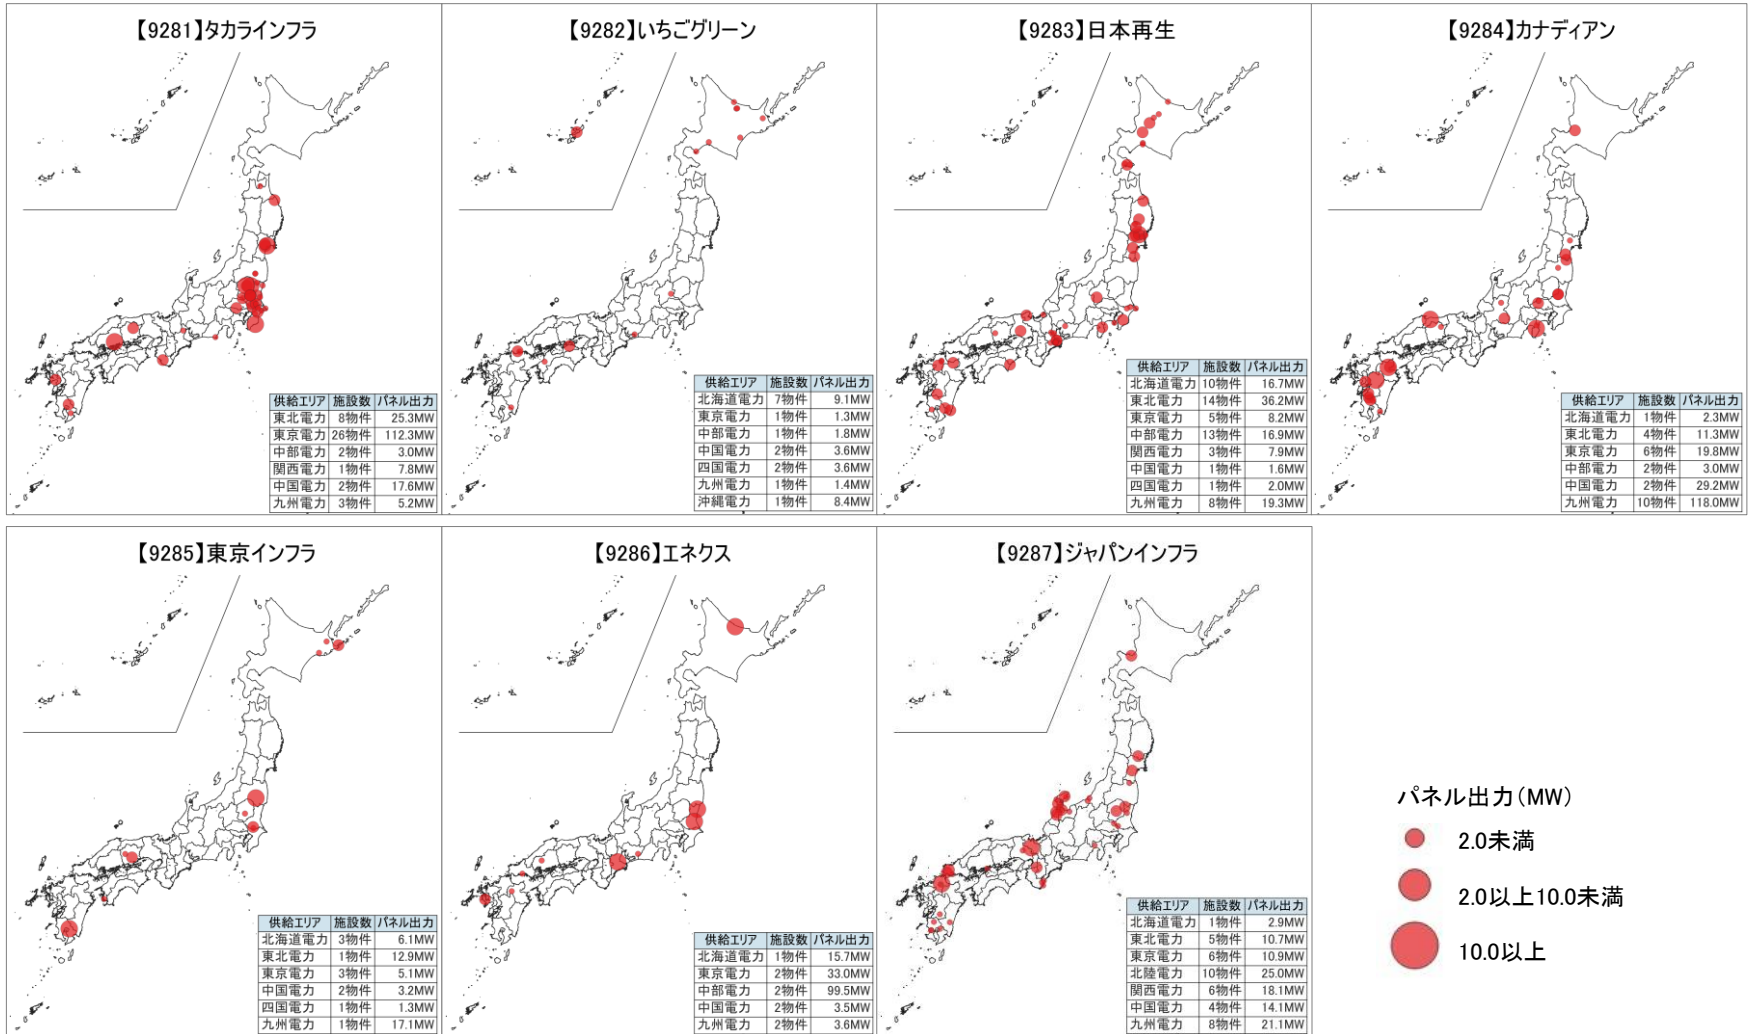 【9281】タカラインフラ
供給エリア 施設数 パネル出力
東北電力 8物件 25.3MW
東京電力 26物件 112.3MW
中部電力 2物件 3.0MW
関西電力 1物件 7.8MW
中国電力 2物件 17.6MW
九州電力 3物件 5.2MW
【9282】いちごグリーン
供給エリア 施設数 パネル出力
北海道電力 7物件 9.1MW
東京電力 1物件 1.3MW
中部電力 1物件 1.8MW
中国電力 2物件 3.6MW
四国電力 2物件 3.6MW
九州電力 1物件 1.4MW
沖縄電力 1物件 8.4MW
【9283】日本再生
供給エリア 施設数 パネル出力
北海道電力 10物件 16.7MW
東北電力 14物件 36.2MW
東京電力 5物件 8.2MW
中部電力 13物件 16.9MW
関西電力 3物件 7.9MW
中国電力 1物件 1.6MW
四国電力 1物件 2.0MW
九州電力 8物件 19.3MW
【9284】カナディアン
供給エリア 施設数 パネル出力
北海道電力 1物件 2.3MW
東北電力 4物件 11.3MW
東京電力 6物件 19.8MW
中部電力 2物件 3.0MW
中国電力 2物件 29.2MW
九州電力 10物件 118.0MW
【9285】東京インフラ
供給エリア 施設数 パネル出力
北海道電力 3物件 6.1MW
東北電力 1物件 12.9MW
東京電力 3物件 5.1MW
中国電力 2物件 3.2MW
四国電力 1物件 1.3MW
九州電力 1物件 17.1MW
【9286】エネクス
供給エリア 施設数 パネル出力
北海道電力 1物件 15.7MW
東京電力 2物件 33.0MW
中部電力 2物件 99.5MW
中国電力 2物件 3.5MW
九州電力 2物件 3.6MW
【9287】ジャパンインフラ
供給エリア 施設数 パネル出力
北海道電力 1物件 2.9MW
東北電力 5物件 10.7MW
東京電力 6物件 10.9MW
北陸電力 10物件 25.0MW
関西電力 6物件 18.1MW
中国電力 4物件 14.1MW
九州電力 8物件 21.1MW
パネル出力(MW)
2.0未満
2.0以上10.0未満
10.0以上